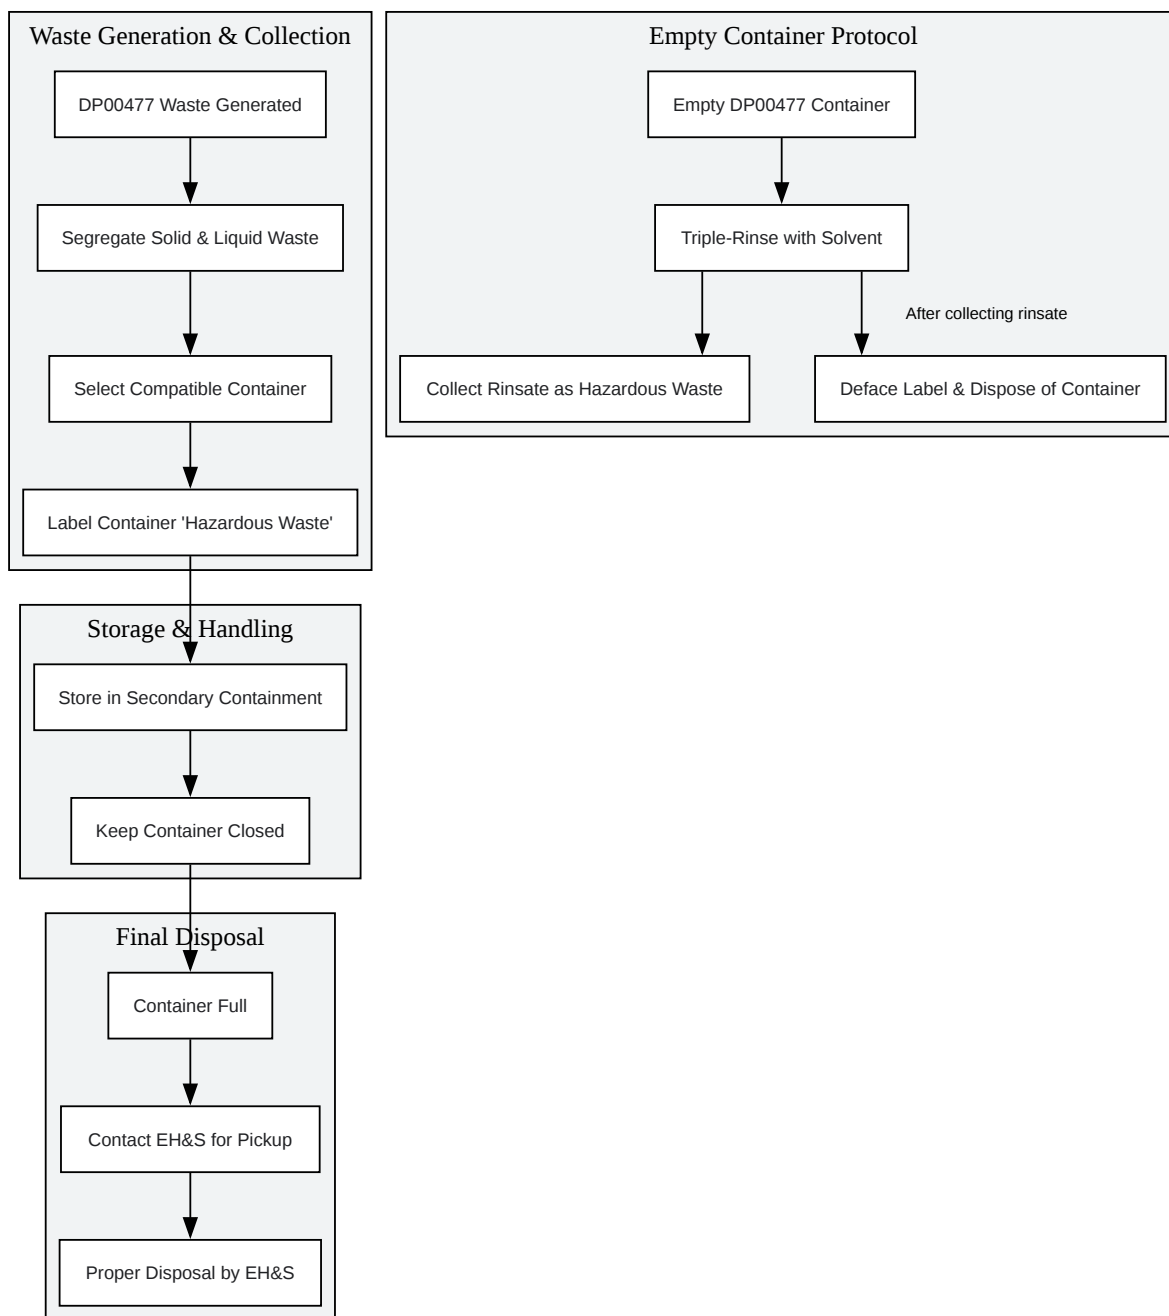 Waste Generation & Collection
DP00477 Waste Generated
Segregate Solid & Liquid Waste
Select Compatible Container
Label Container 'Hazardous Waste'
Storage & Handling
Store in Secondary Containment
Keep Container Closed
Final Disposal
Container Full
Contact EH&S for Pickup
Proper Disposal by EH&S
Empty Container Protocol
Empty DP00477 Container
Triple-Rinse with Solvent
After collecting rinsate
Collect Rinsate as Hazardous Waste
Deface Label & Dispose of Container